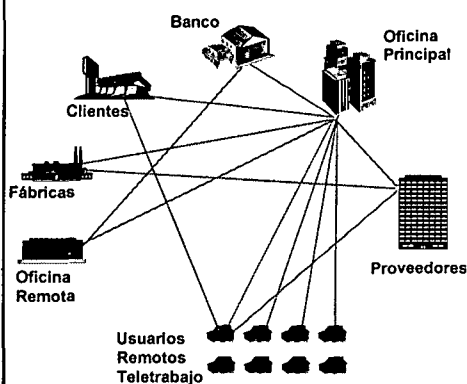 Banco
Oficina
Principal
Clientes
Fábricas
Oficina
Remota
Proveedores
Usuarios
Remotos
Teletrabajo